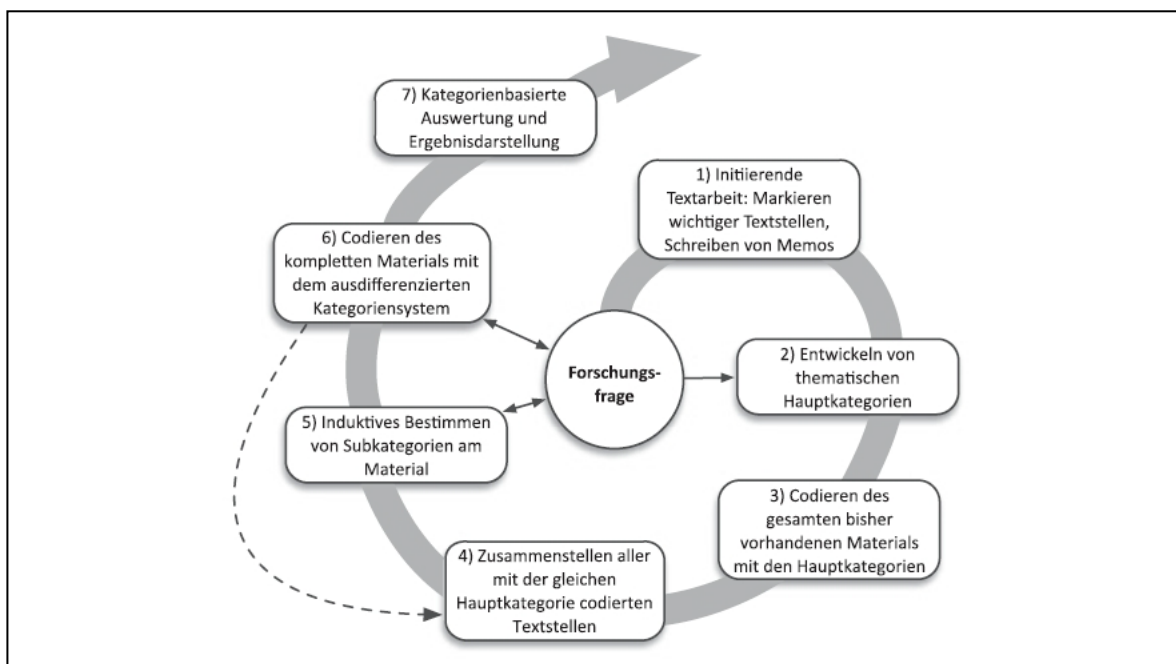 7) Kategorienbasierte
Auswertung und
Ergebnisdarstellung
1) Initiierende
Textarbeit: Markieren
wichtiger Textstellen,
Schreiben von Memos
6) Codieren des
kompletten Materials mit
dem ausdifferenzierten
Kategoriensystem
Forschungs-
frage
2) Entwickeln von
thematischen
Hauptkategorien
5) Induktives Bestimmen
von Subkategorien am
Material
3) Codieren des
gesamten bisher
vorhandenen Materials
mit den Hauptkategorien
4) Zusammenstellen aller
mit der gleichen
Hauptkategorie codierten
Textstellen